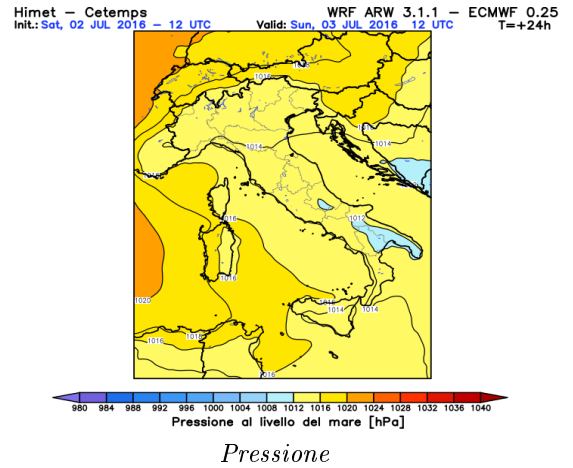 Himet – Cetemps WRF ARW 3.1.1 – ECMWF 0.25
Init.: Sat, 02 JUL 2016 – 12 UTC Valid: Sun, 03 JUL 2016 12 UTC T=+24h
1016
1014
1014
1016
1012
1016
1020
1014
1014
1016
1016
1016
980 984 988 992 996 1000 1004 1008 1012 1016 1020 1024 1028 1032 1036 1040
Pressione al livello del mare [hPa]
Pressione